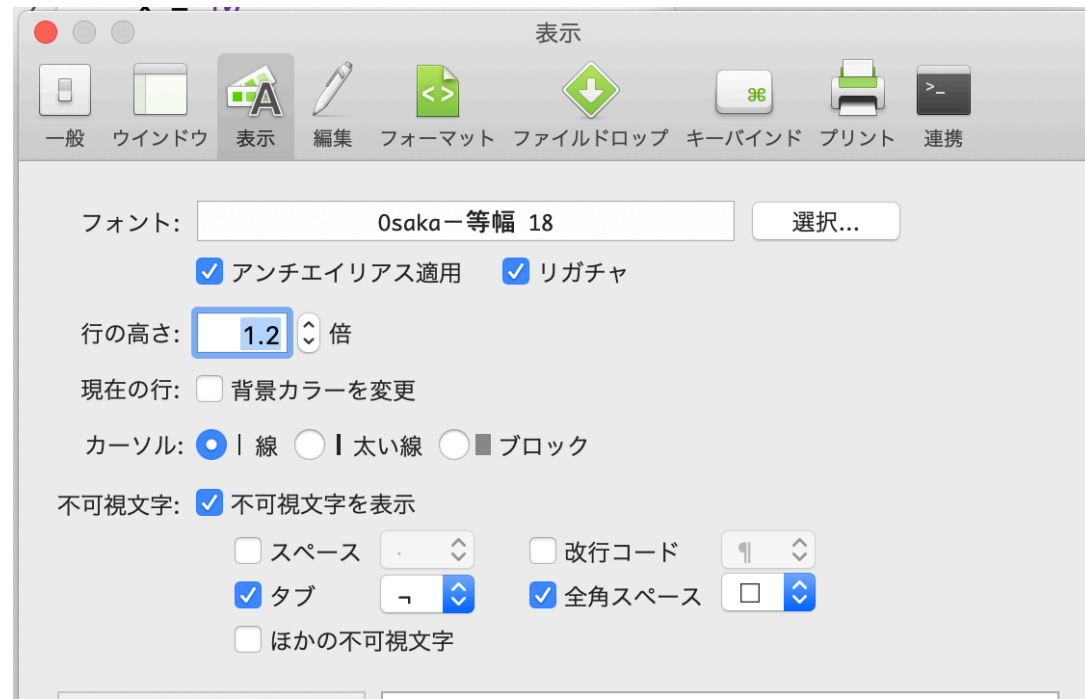 表示
一般 ウインドウ 表示 編集 フォーマット ファイルドロップ キーバインド プリント 連携
フォント: Osaka－等幅 18 選択...
アンチエイリアス適用 リガチャ
行の高さ: 1.2 倍
現在の行: 背景カラーを変更
カーソル: 線 太い線 ブロック
不可視文字: 不可視文字を表示
スペース · 改行コード ¶
タブ ¬ 全角スペース □
ほかの不可視文字